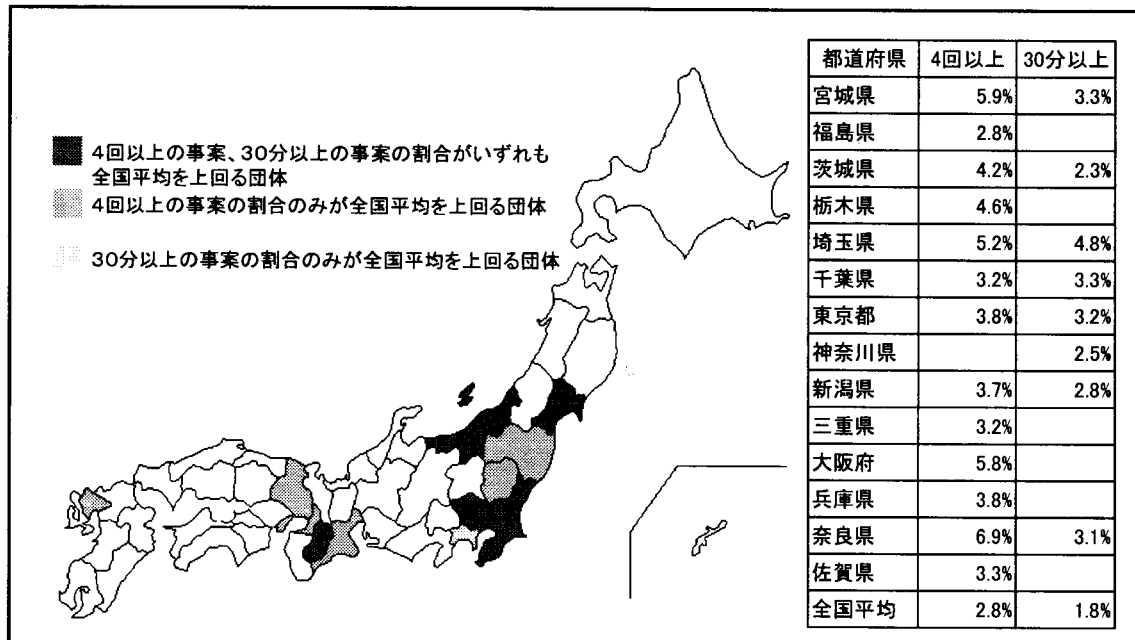 4回以上の事案、30分以上の事案の割合がいずれも
全国平均を上回る団体
4回以上の事案の割合のみが全国平均を上回る団体
30分以上の事案の割合のみが全国平均を上回る団体
都道府県 4回以上 30分以上
宮城県 5.9% 3.3%
福島県 2.8%
茨城県 4.2% 2.3%
栃木県 4.6%
埼玉県 5.2% 4.8%
千葉県 3.2% 3.3%
東京都 3.8% 3.2%
神奈川県 2.5%
新潟県 3.7% 2.8%
三重県 3.2%
大阪府 5.8%
兵庫県 3.8%
奈良県 6.9% 3.1%
佐賀県 3.3%
全国平均 2.8% 1.8%